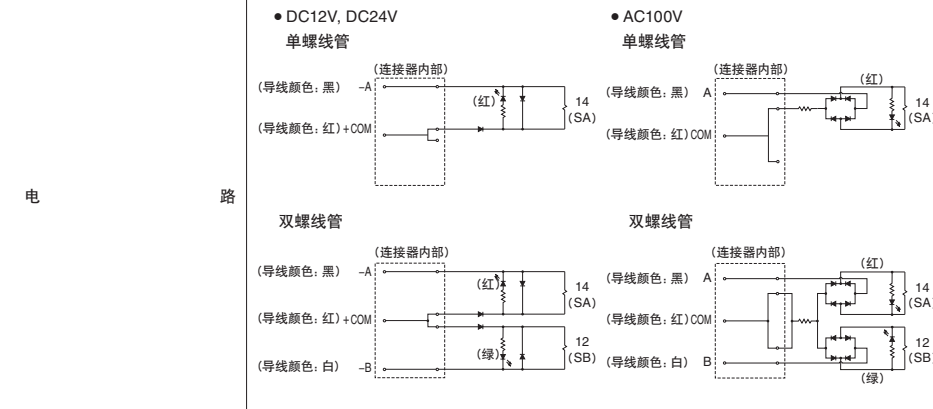 电 路
● DC12V, DC24V
单螺线管
(连接器内部)
(导线颜色: 黑) -A
(红)
14
(SA)
(导线颜色: 红) +COM
双螺线管
(连接器内部)
(导线颜色: 黑) -A
(红)
14
(SA)
(导线颜色: 红) +COM
12
(SB)
(绿)
(导线颜色: 白) -B
● AC100V
单螺线管
(连接器内部)
(红)
(导线颜色: 黑) A
14
(SA)
(导线颜色: 红) COM
双螺线管
(连接器内部)
(红)
(导线颜色: 黑) A
14
(SA)
(导线颜色: 红) COM
12
(SB)
(导线颜色: 白) B
(绿)